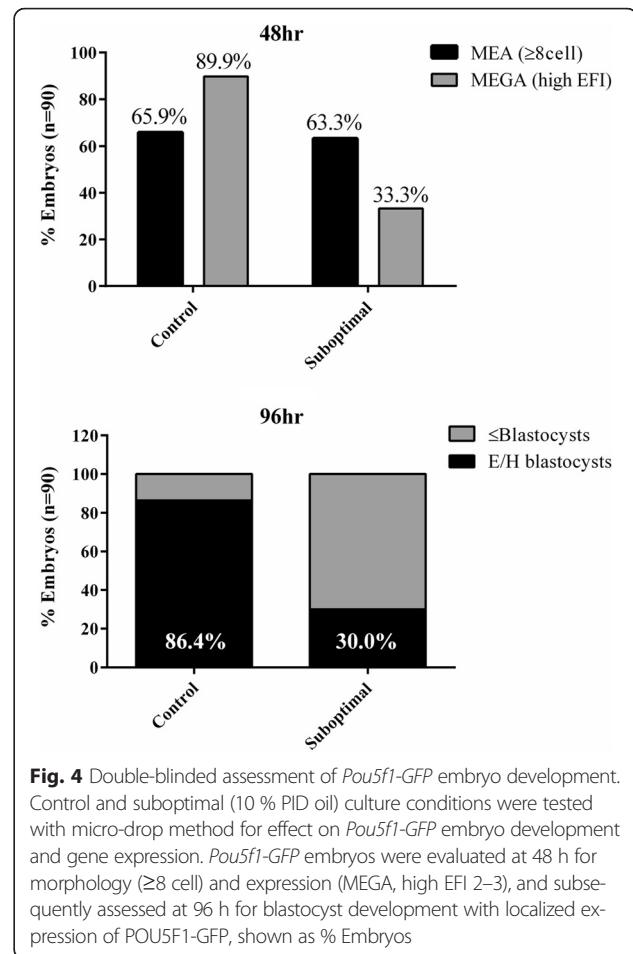 48hr
MEA (≥8cell)
MEGA (high EFI)
% Embryos (n=90)
100
80
60
40
20
0
65.9%
89.9%
63.3%
33.3%
Control
Suboptimal
96hr
≤Blastocysts
E/H blastocysts
% Embryos (n=90)
120
100
80
60
40
20
0
86.4%
30.0%
Control
Suboptimal
Fig. 4 Double-blinded assessment of Pou5f1-GFP embryo development.
Control and suboptimal (10 % PID oil) culture conditions were tested
with micro-drop method for effect on Pou5f1-GFP embryo development
and gene expression. Pou5f1-GFP embryos were evaluated at 48 h for
morphology (≥8 cell) and expression (MEGA, high EFI 2–3), and subse-
quently assessed at 96 h for blastocyst development with localized ex-
pression of POU5F1-GFP, shown as % Embryos